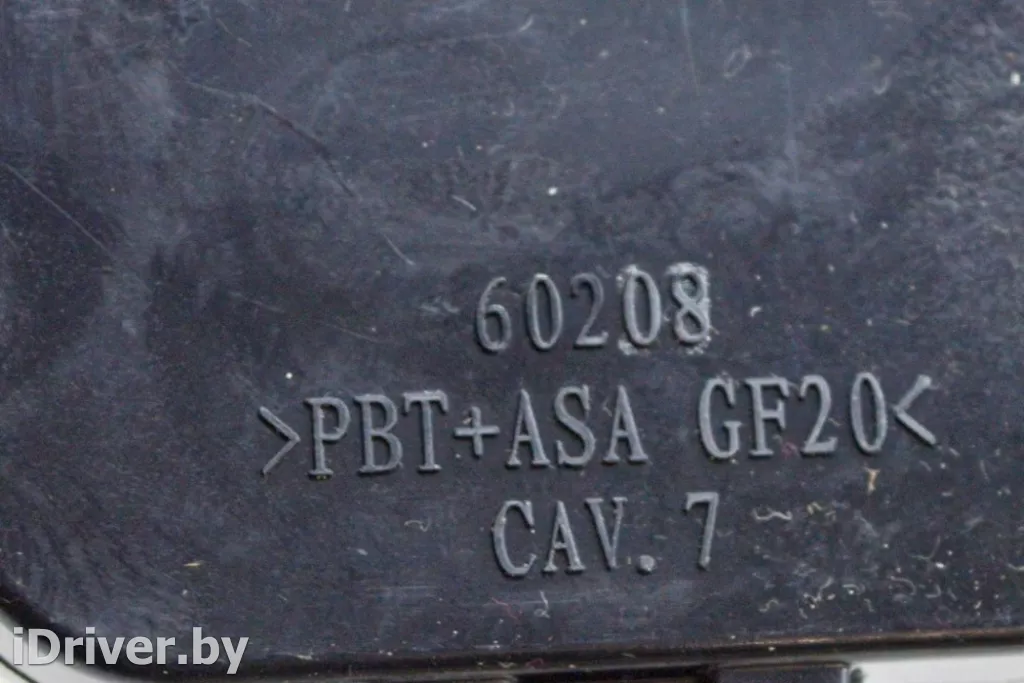 60208
>PBT+ASA GF20<
CAV. 7
iDriver.by